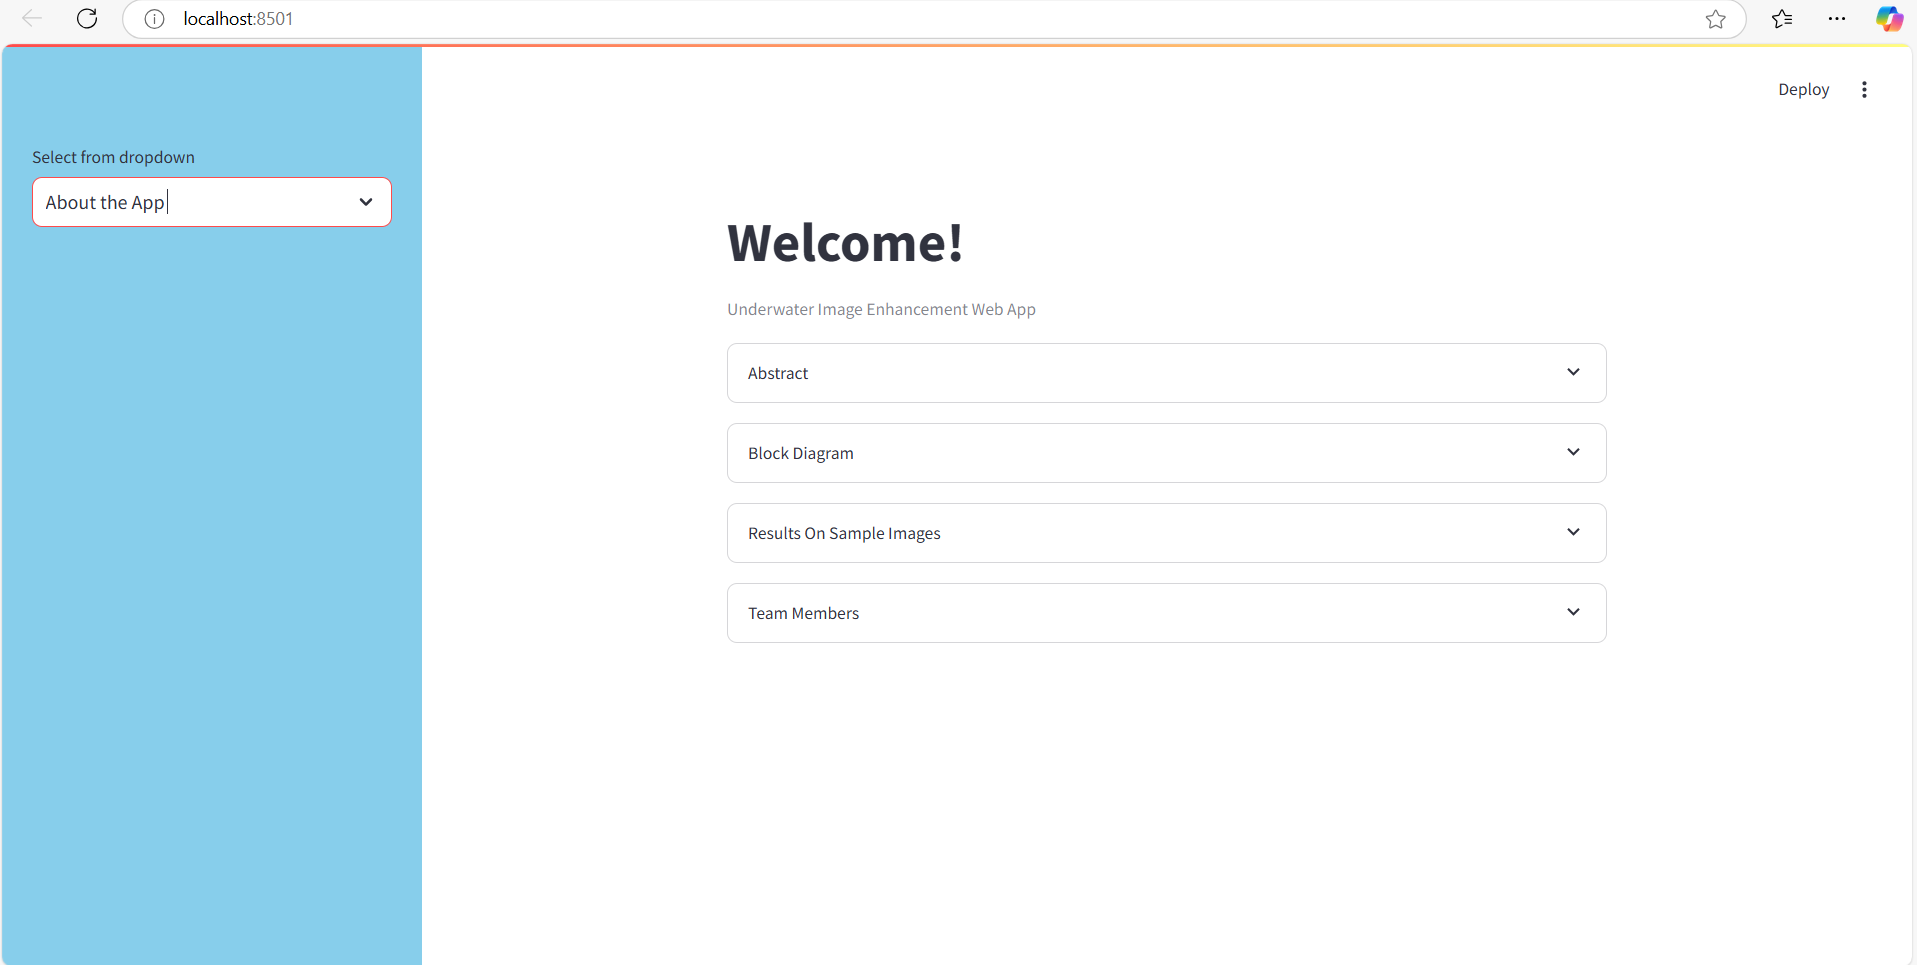 localhost:8501
Deploy
Select from dropdown
About the App
Welcome!
Underwater Image Enhancement Web App
Abstract
Block Diagram
Results On Sample Images
Team Members